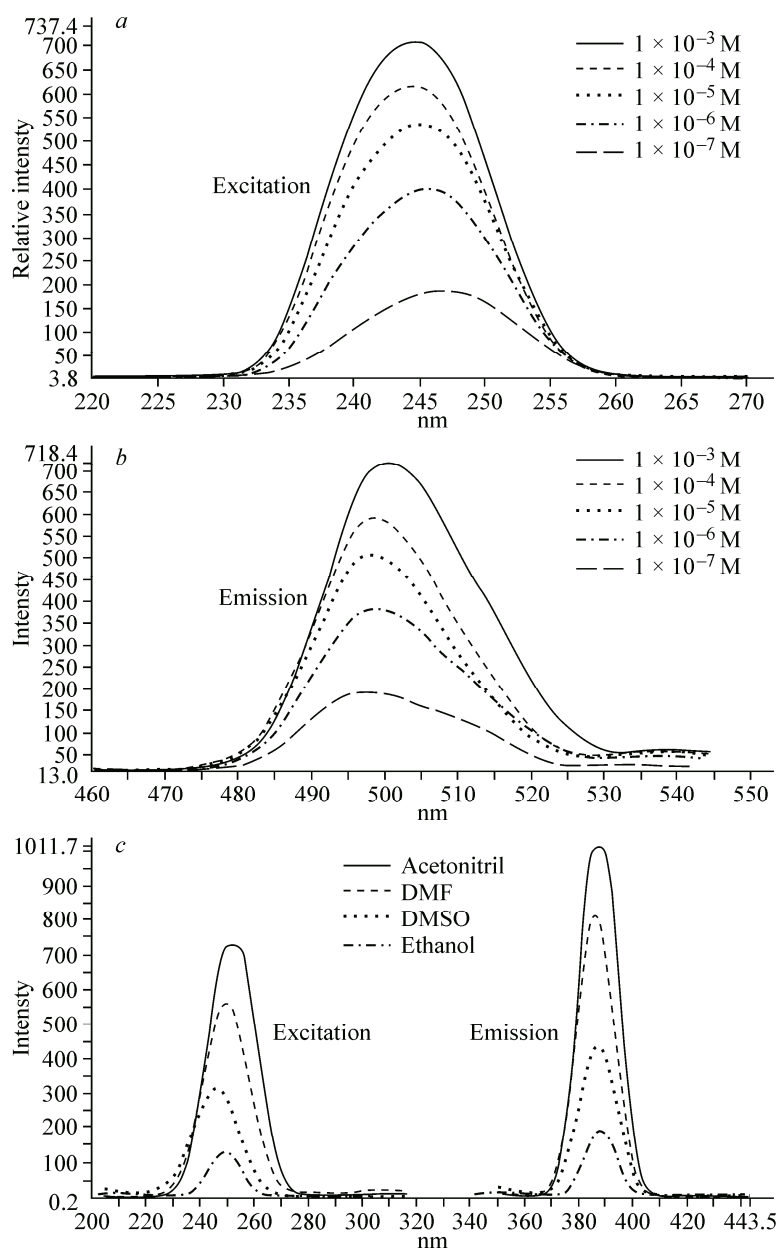 a
737.4
700
650
600
550
500
450
400
350
300
250
200
150
100
50
3.8
Relative intensty
Excitation
1 × 10⁻³ M
1 × 10⁻⁴ M
1 × 10⁻⁵ M
1 × 10⁻⁶ M
1 × 10⁻⁷ M
220 225 230 235 240 245 250 255 260 265 270
nm
b
718.4
700
650
600
550
500
450
400
350
300
250
200
150
100
50
13.0
Intensty
Emission
1 × 10⁻³ M
1 × 10⁻⁴ M
1 × 10⁻⁵ M
1 × 10⁻⁶ M
1 × 10⁻⁷ M
460 470 480 490 500 510 520 530 540 550
nm
c
1011.7
900
800
700
600
500
400
300
200
100
0.2
Intensty
Acetonitril
DMF
DMSO
Ethanol
Excitation
Emission
200 220 240 260 280 300 320 340 360 380 400 420 443.5
nm